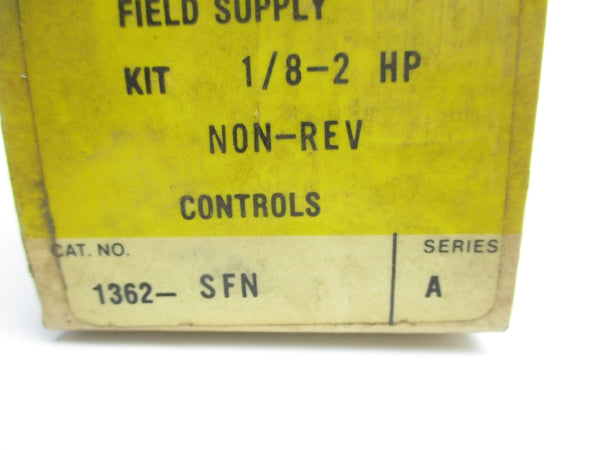 FIELD SUPPLY
KIT 1/8-2 HP
NON-REV
CONTROLS
CAT. NO. SERIES
1362- SFN A